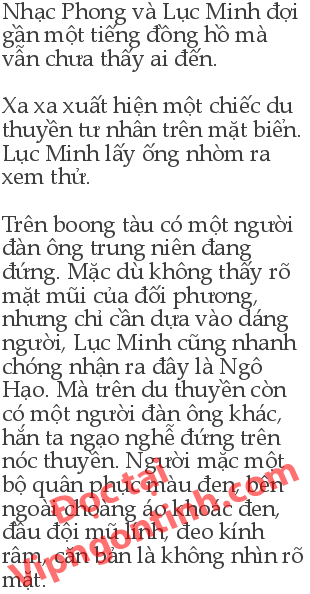 Nhạc Phong và Lục Minh đợi
gần một tiếng đồng hồ mà
vẫn chưa thấy ai đến.
Xa xa xuất hiện một chiếc du
thuyền tư nhân trên mặt biển.
Lục Minh lấy ống nhòm ra
xem thử.
Trên boong tàu có một người
đàn ông trung niên đang
đứng. Mặc dù không thấy rõ
mặt mũi của đối phương,
nhưng chỉ cần dựa vào dáng
người, Lục Minh cũng nhanh
chóng nhận ra đây là Ngô
Hạo. Mà trên du thuyền còn
có một người đàn ông khác,
hắn ta ngạo nghễ đứng trên
nóc thuyền. Người mặc một
bộ quân phục màu đen, bên
ngoài choàng áo khoác đen,
đầu đội mũ lính, đeo kính
râm, căn bản là không nhìn rõ
mặt.
Đọc tại
Vipngontinh.com